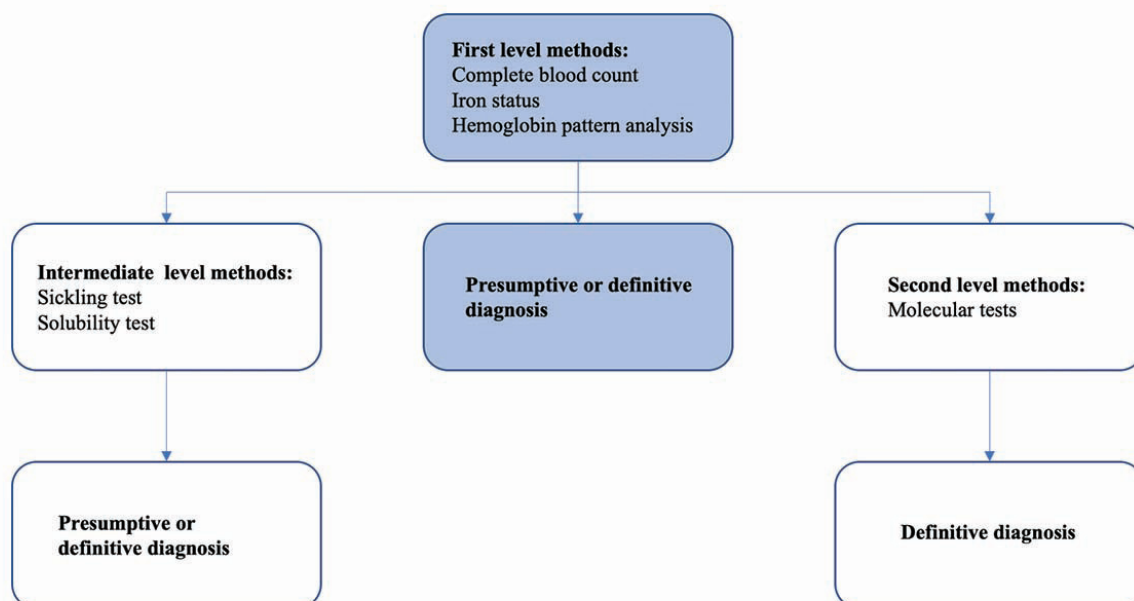 First level methods:
Complete blood count
Iron status
Hemoglobin pattern analysis
Intermediate level methods:
Sickling test
Solubility test
Presumptive or definitive
diagnosis
Second level methods:
Molecular tests
Presumptive or
definitive diagnosis
Definitive diagnosis